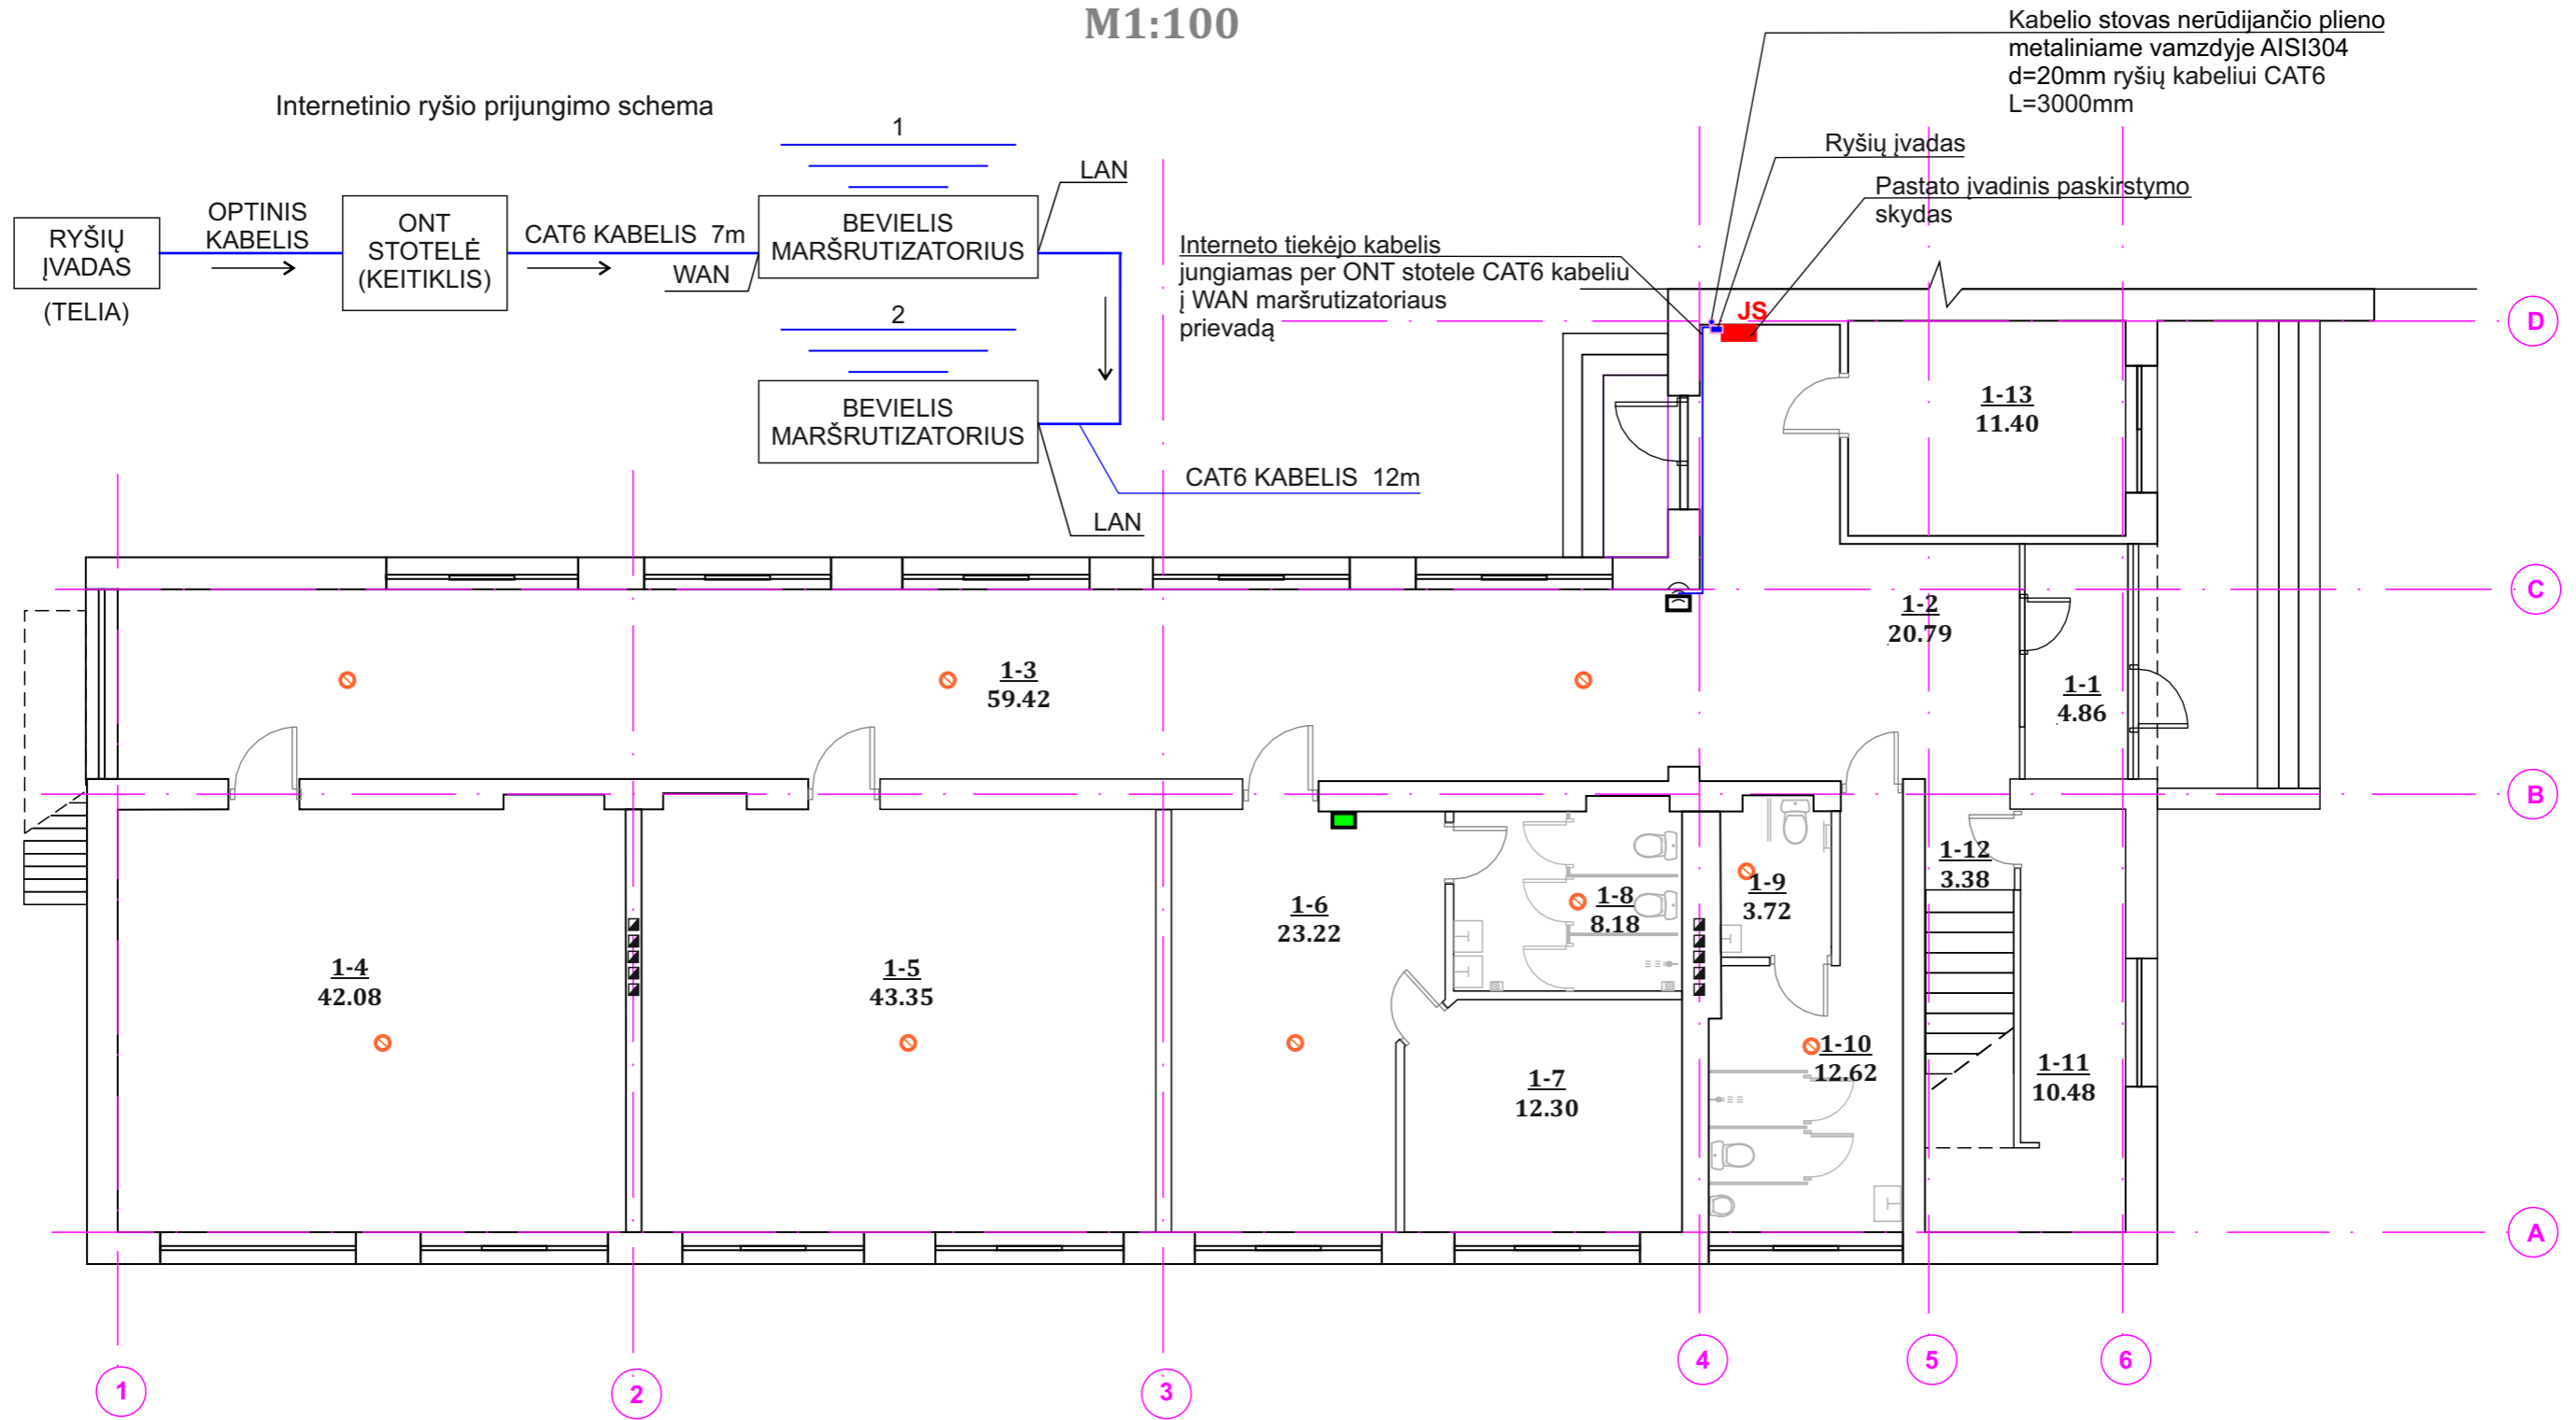 M1:100
Kabelio stovas nerūdijančio plieno
metaliniame vamzdyje AISI304
d=20mm ryšių kabeliui CAT6
L=3000mm
Internetinio ryšio prijungimo schema
1
LAN
Ryšių įvadas
Pastato įvadinis paskirstymo
skydas
RYŠIŲ
ĮVADAS
(TELIA)
OPTINIS
KABELIS
ONT
STOTELĖ
(KEITIKLIS)
CAT6 KABELIS 7m
WAN
BEVIELIS
MARŠRUTIZATORIUS
Interneto tiekėjo kabelis
jungiamas per ONT stotele CAT6 kabeliu
į WAN maršrutizatoriaus
prievadą
2
BEVIELIS
MARŠRUTIZATORIUS
CAT6 KABELIS 12m
LAN
JS
D
1-13
11.40
C
1-2
20.79
1-3
59.42
1-1
4.86
B
1-12
3.38
1-9
3.72
1-8
8.18
1-6
23.22
1-4
42.08
1-5
43.35
1-10
12.62
1-11
10.48
1-7
12.30
A
1
2
3
4
5
6